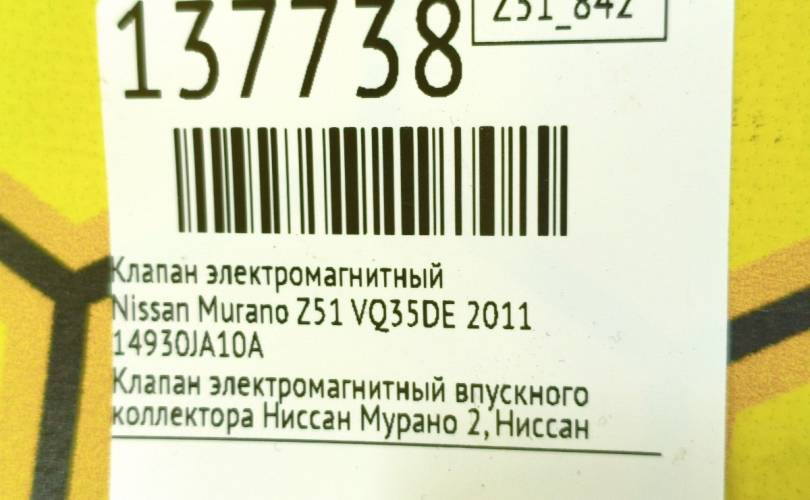 137738
Z51_842
Клапан электромагнитный
Nissan Murano Z51 VQ35DE 2011
14930JA10A
Клапан электромагнитный впускного
коллектора Ниссан Мурано 2, Ниссан